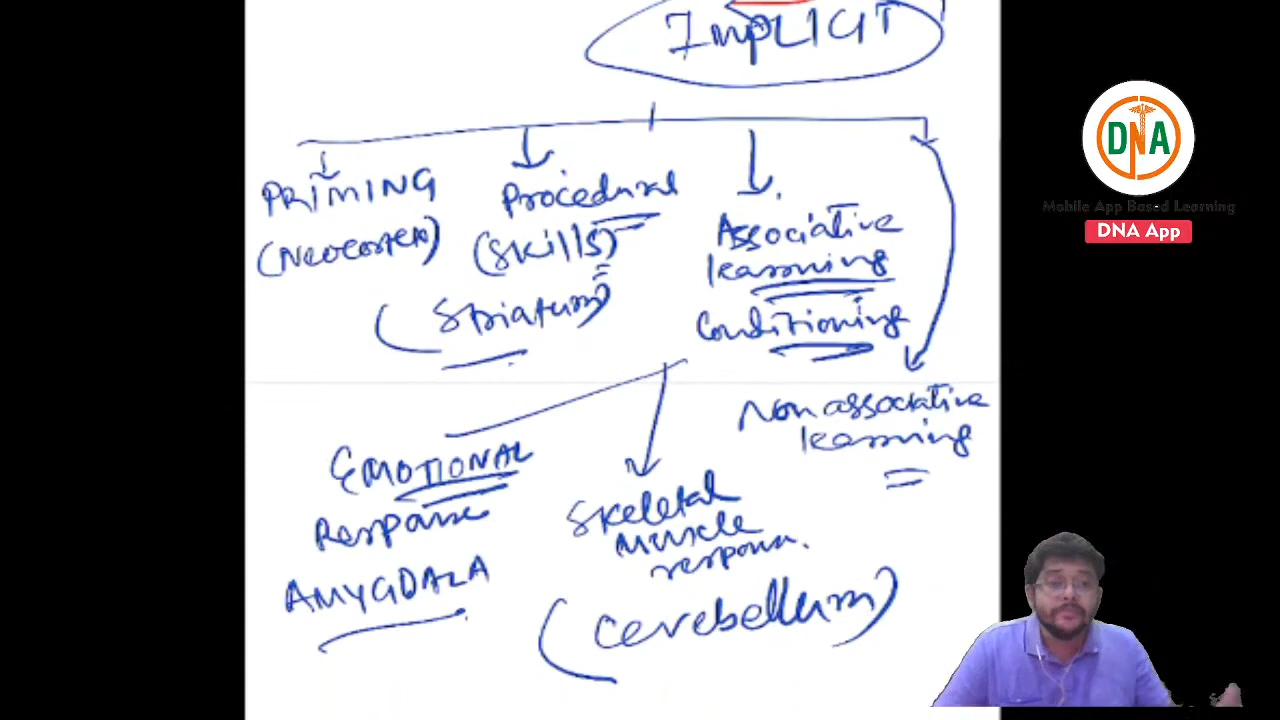 IMPLICIT
PRIMING
(Neocortex)
Procedural
(Skills)
(Striatum)
Associative
learning
Conditioning
Non associative
learning
EMOTIONAL
Response
AMYGDALA
Skeletal
muscle
response.
(Cerebellum)
DNA
Mobile App Based Learning
DNA App